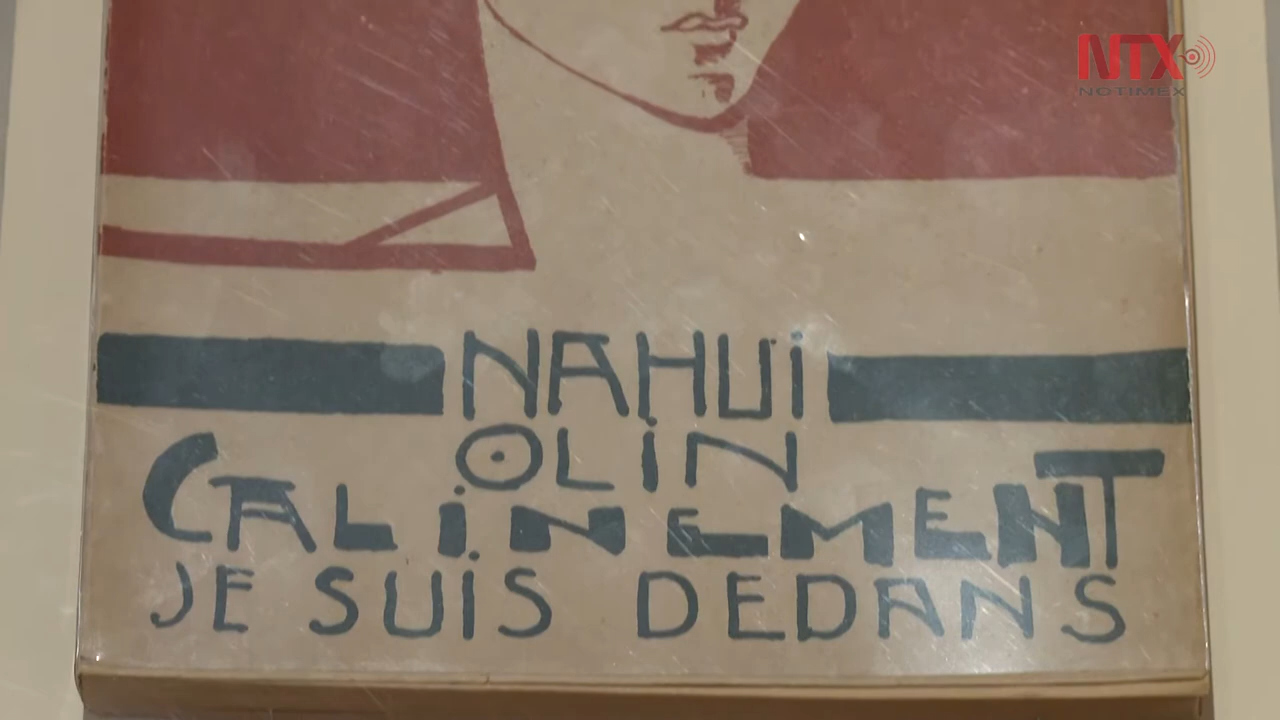 NTX
NOTIMEX
NAHUi
OLiN
CALiNEMENT
JE SUiS DEDANS